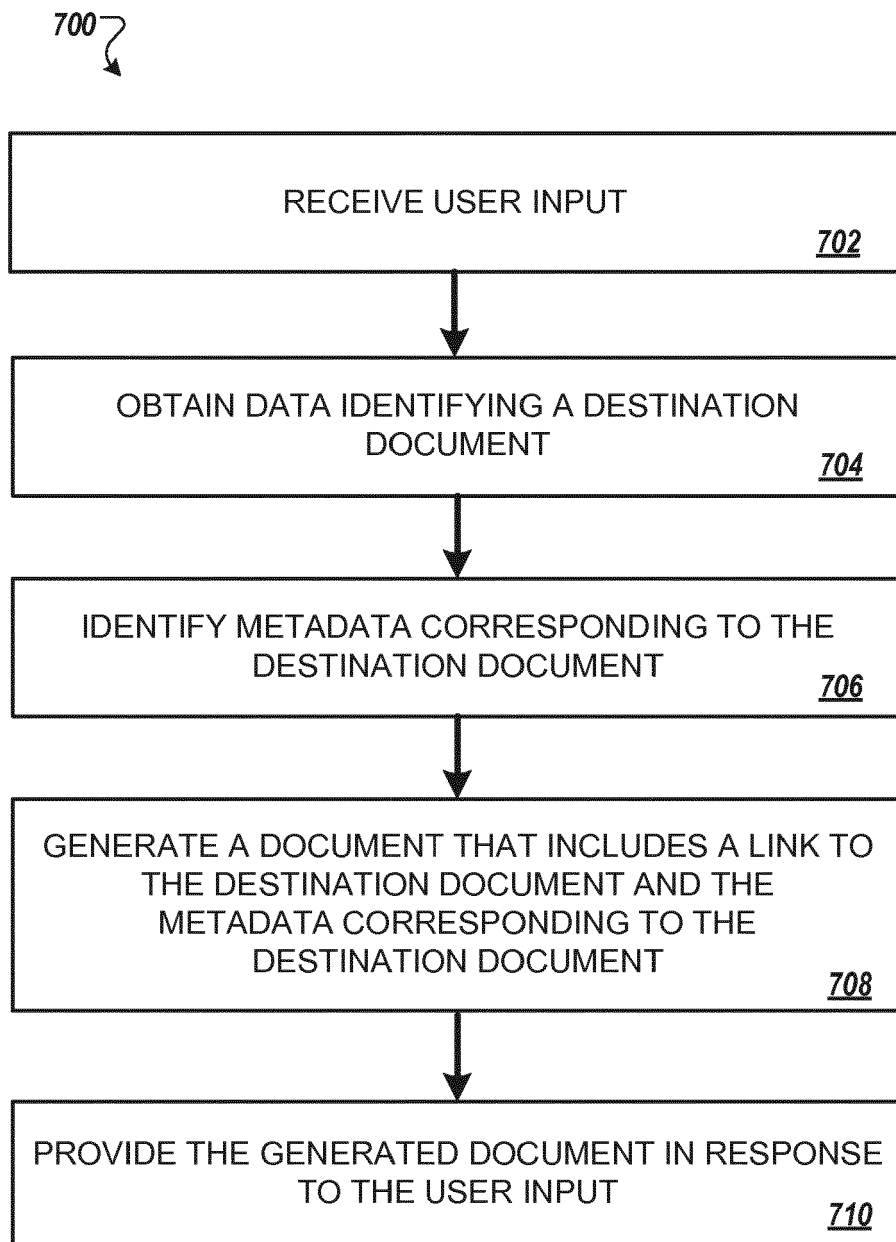 700
RECEIVE USER INPUT
702
OBTAIN DATA IDENTIFYING A DESTINATION
DOCUMENT
704
IDENTIFY METADATA CORRESPONDING TO THE
DESTINATION DOCUMENT
706
GENERATE A DOCUMENT THAT INCLUDES A LINK TO
THE DESTINATION DOCUMENT AND THE
METADATA CORRESPONDING TO THE
DESTINATION DOCUMENT
708
PROVIDE THE GENERATED DOCUMENT IN RESPONSE
TO THE USER INPUT
710